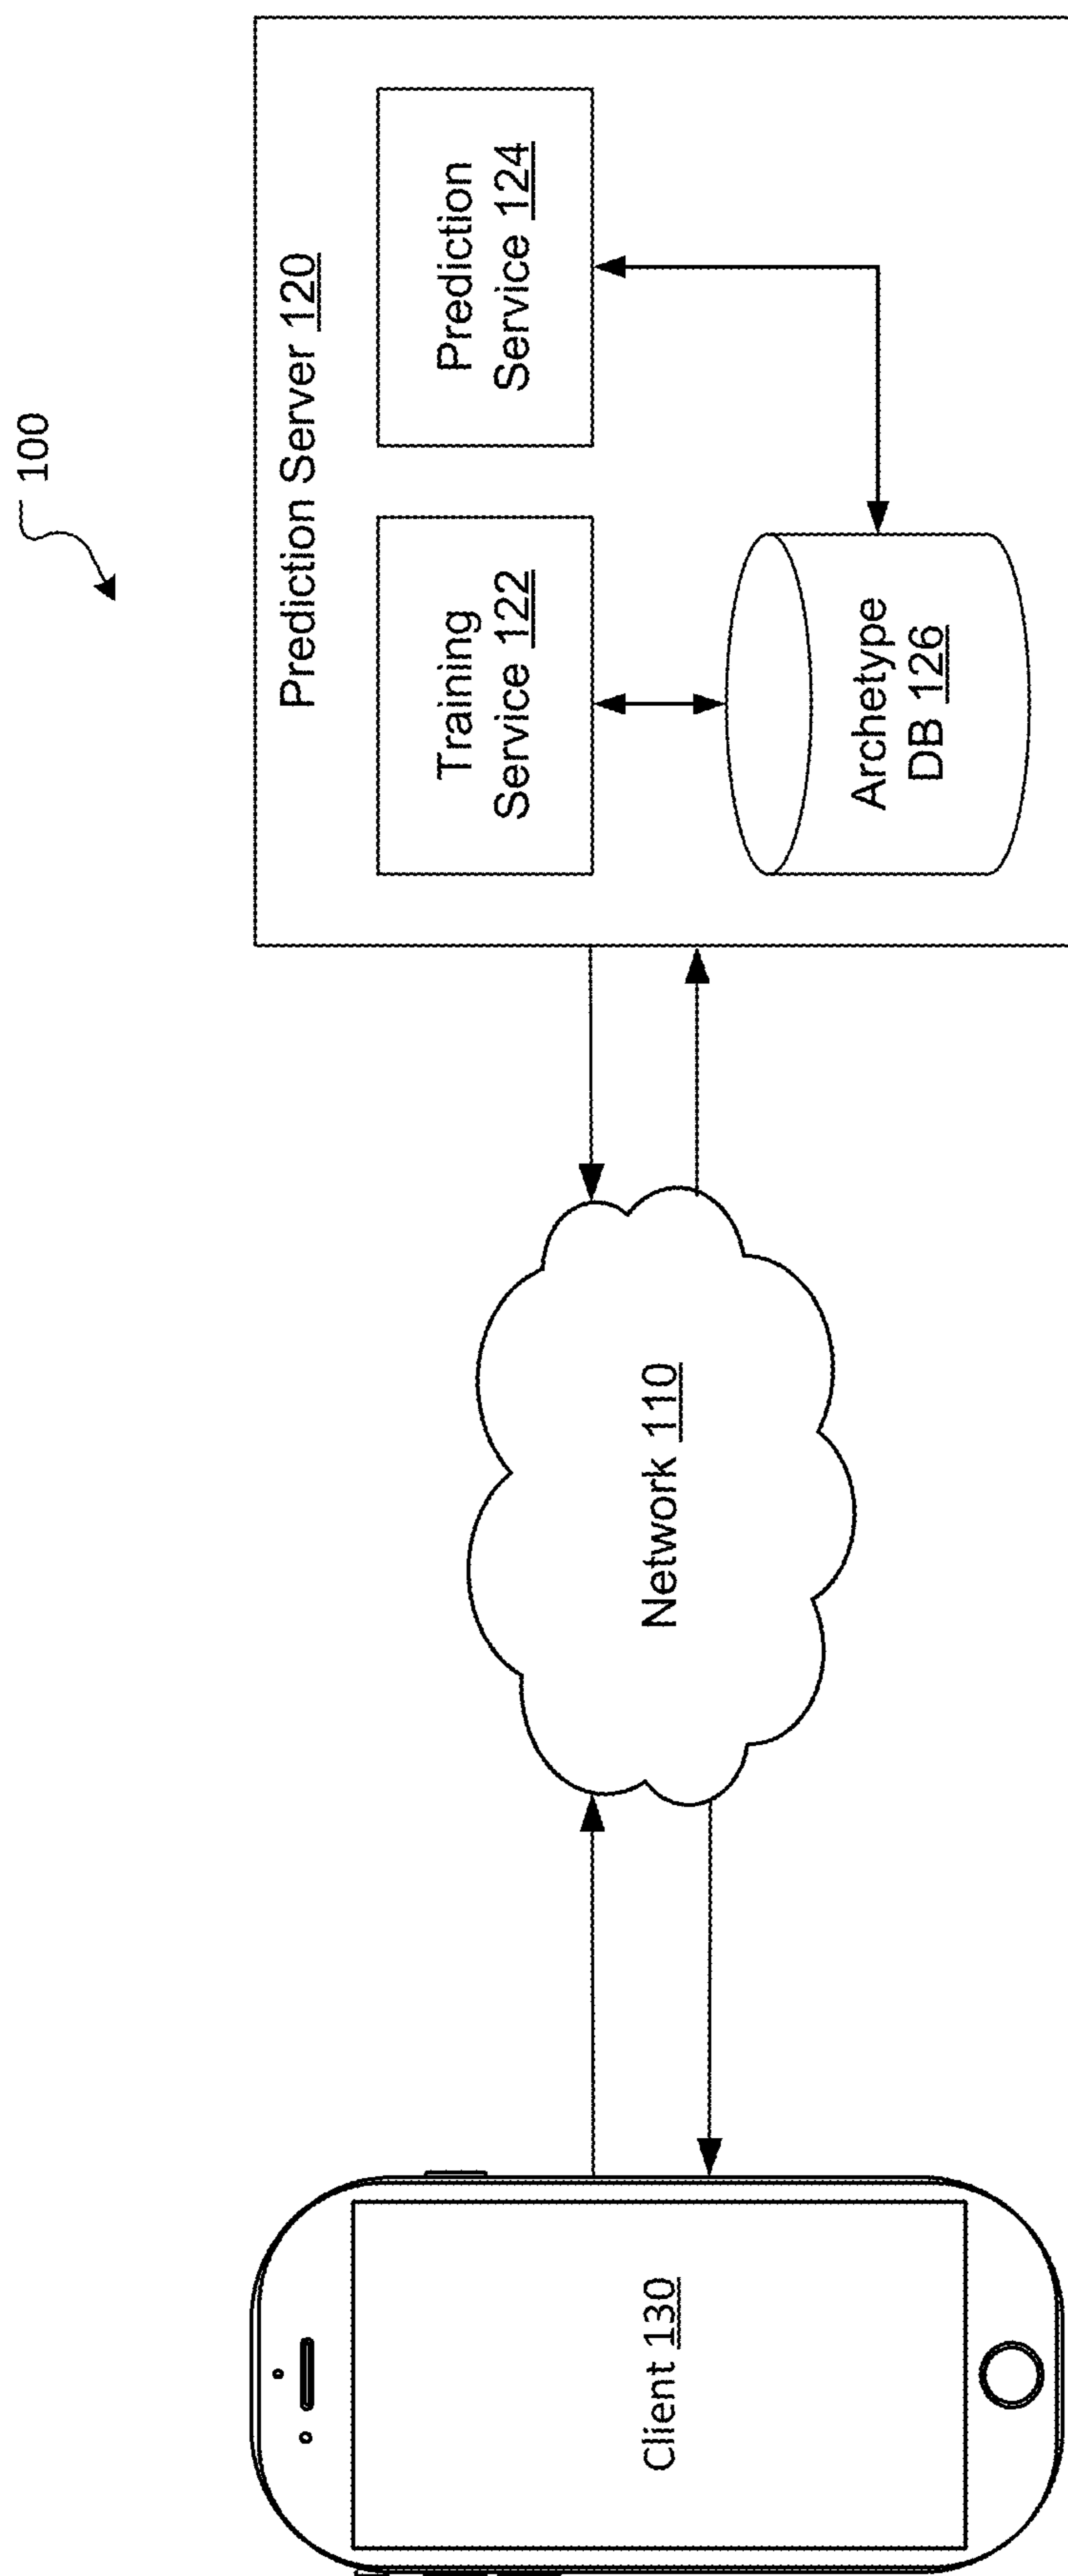 100
Prediction Server 120
Training
Service 122
Prediction
Service 124
Archetype
DB 126
Network 110
Client 130